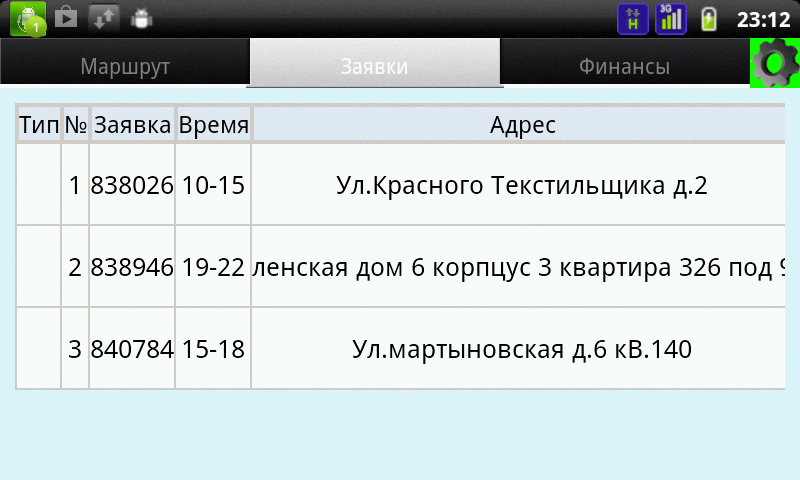 1 3G H 23:12
Маршрут Заявки Финансы
Тип № Заявка Время Адрес
1 838026 10-15 Ул.Красного Текстильщика д.2
2 838946 19-22 ленская дом 6 корпцус 3 квартира 326 под 9
3 840784 15-18 Ул.мартыновская д.6 кВ.140